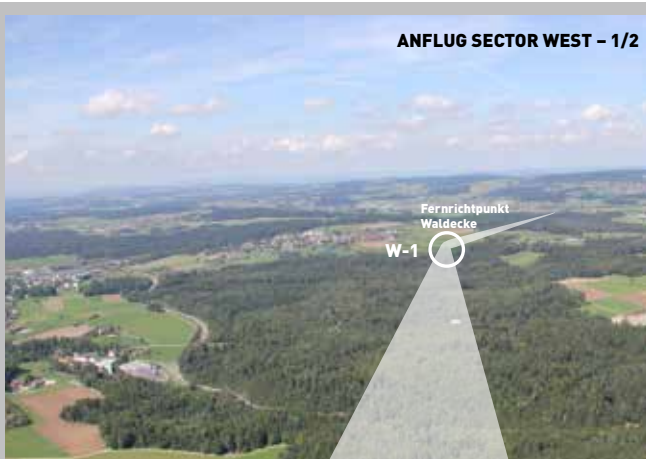 ANFLUG SECTOR WEST – 1/2
Fernrichtpunkt
Waldecke
W-1